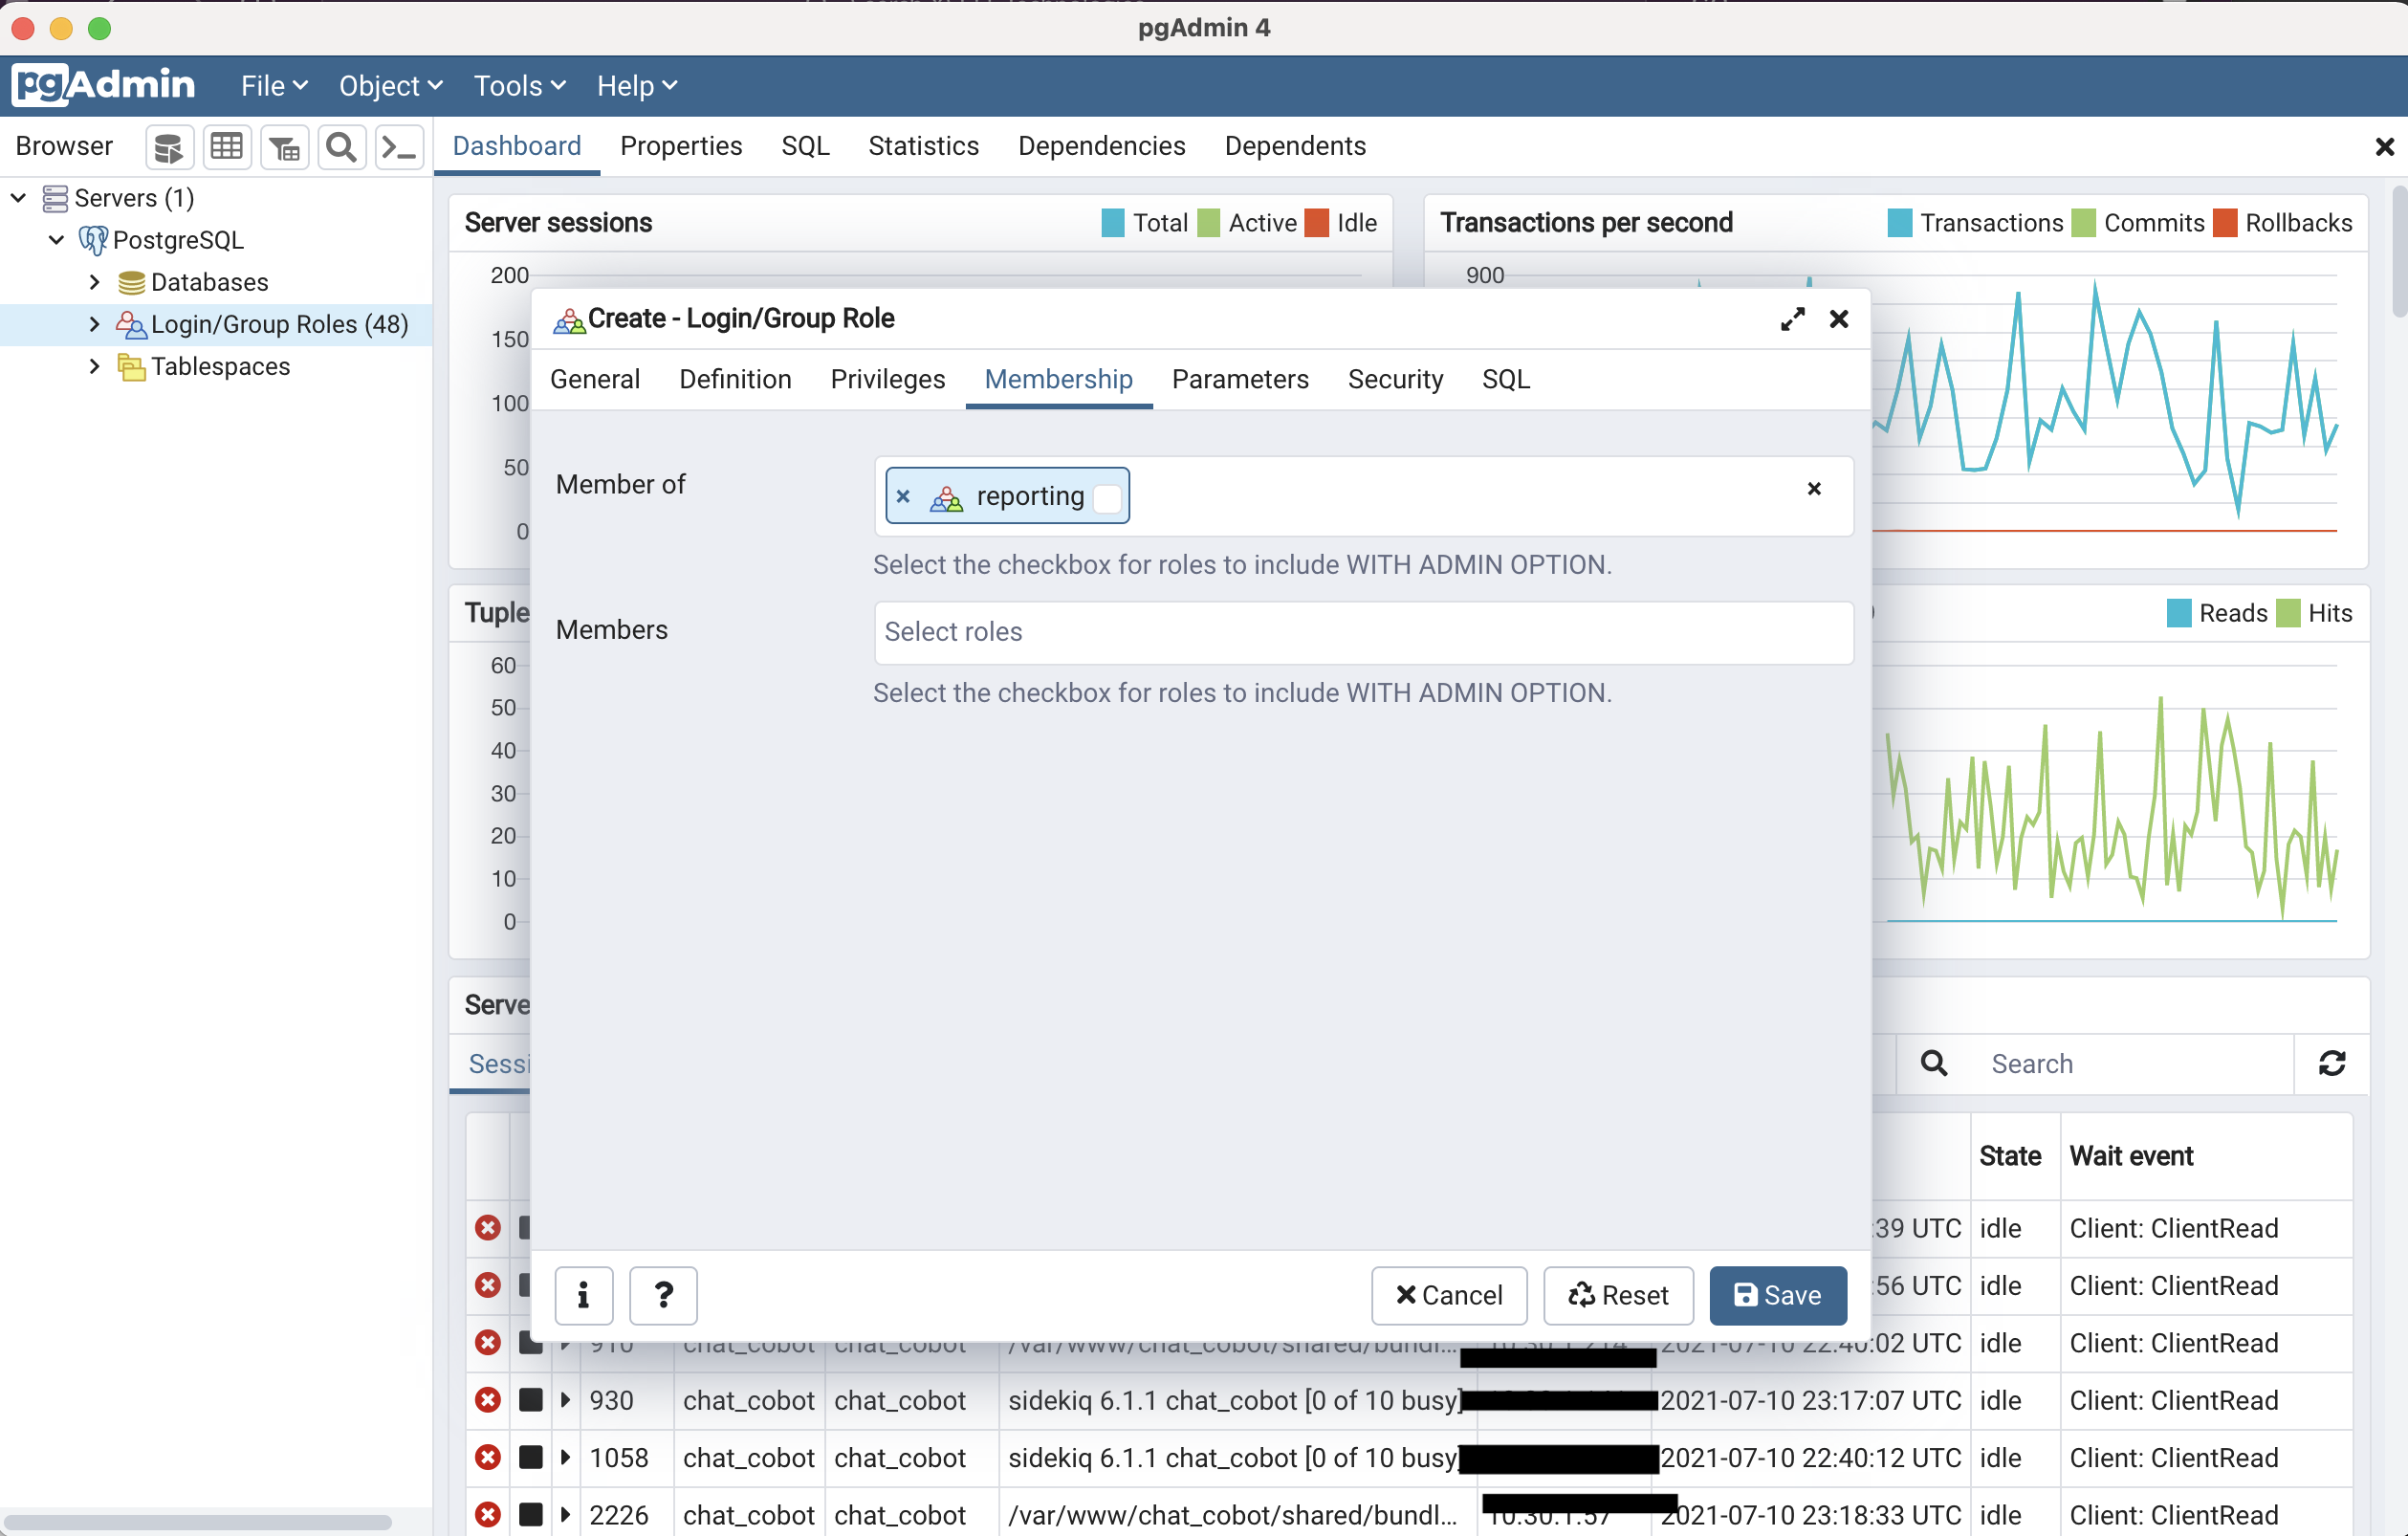 pgAdmin 4
pgAdmin File Object Tools Help
Browser Dashboard Properties SQL Statistics Dependencies Dependents
Servers (1)
PostgreSQL
Databases
Login/Group Roles (48)
Tablespaces
Server sessions Total Active Idle
200
150
100
50
0
Transactions per second Transactions Commits Rollbacks
900
Create - Login/Group Role
General Definition Privileges Membership Parameters Security SQL
Member of reporting
Select the checkbox for roles to include WITH ADMIN OPTION.
Members Select roles
Select the checkbox for roles to include WITH ADMIN OPTION.
i ? Cancel Reset Save
Tuple
60
50
40
30
20
10
0
Reads Hits
Serve
Sessi Search
State Wait event
:39 UTC idle Client: ClientRead
:56 UTC idle Client: ClientRead
910 chat_cobot chat_cobot /var/www/chat_cobot/shared/bundl... 2021-07-10 22:40:02 UTC idle Client: ClientRead
930 chat_cobot chat_cobot sidekiq 6.1.1 chat_cobot [0 of 10 busy] 2021-07-10 23:17:07 UTC idle Client: ClientRead
1058 chat_cobot chat_cobot sidekiq 6.1.1 chat_cobot [0 of 10 busy] 2021-07-10 22:40:12 UTC idle Client: ClientRead
2226 chat_cobot chat_cobot /var/www/chat_cobot/shared/bundl... 2021-07-10 23:18:33 UTC idle Client: ClientRead